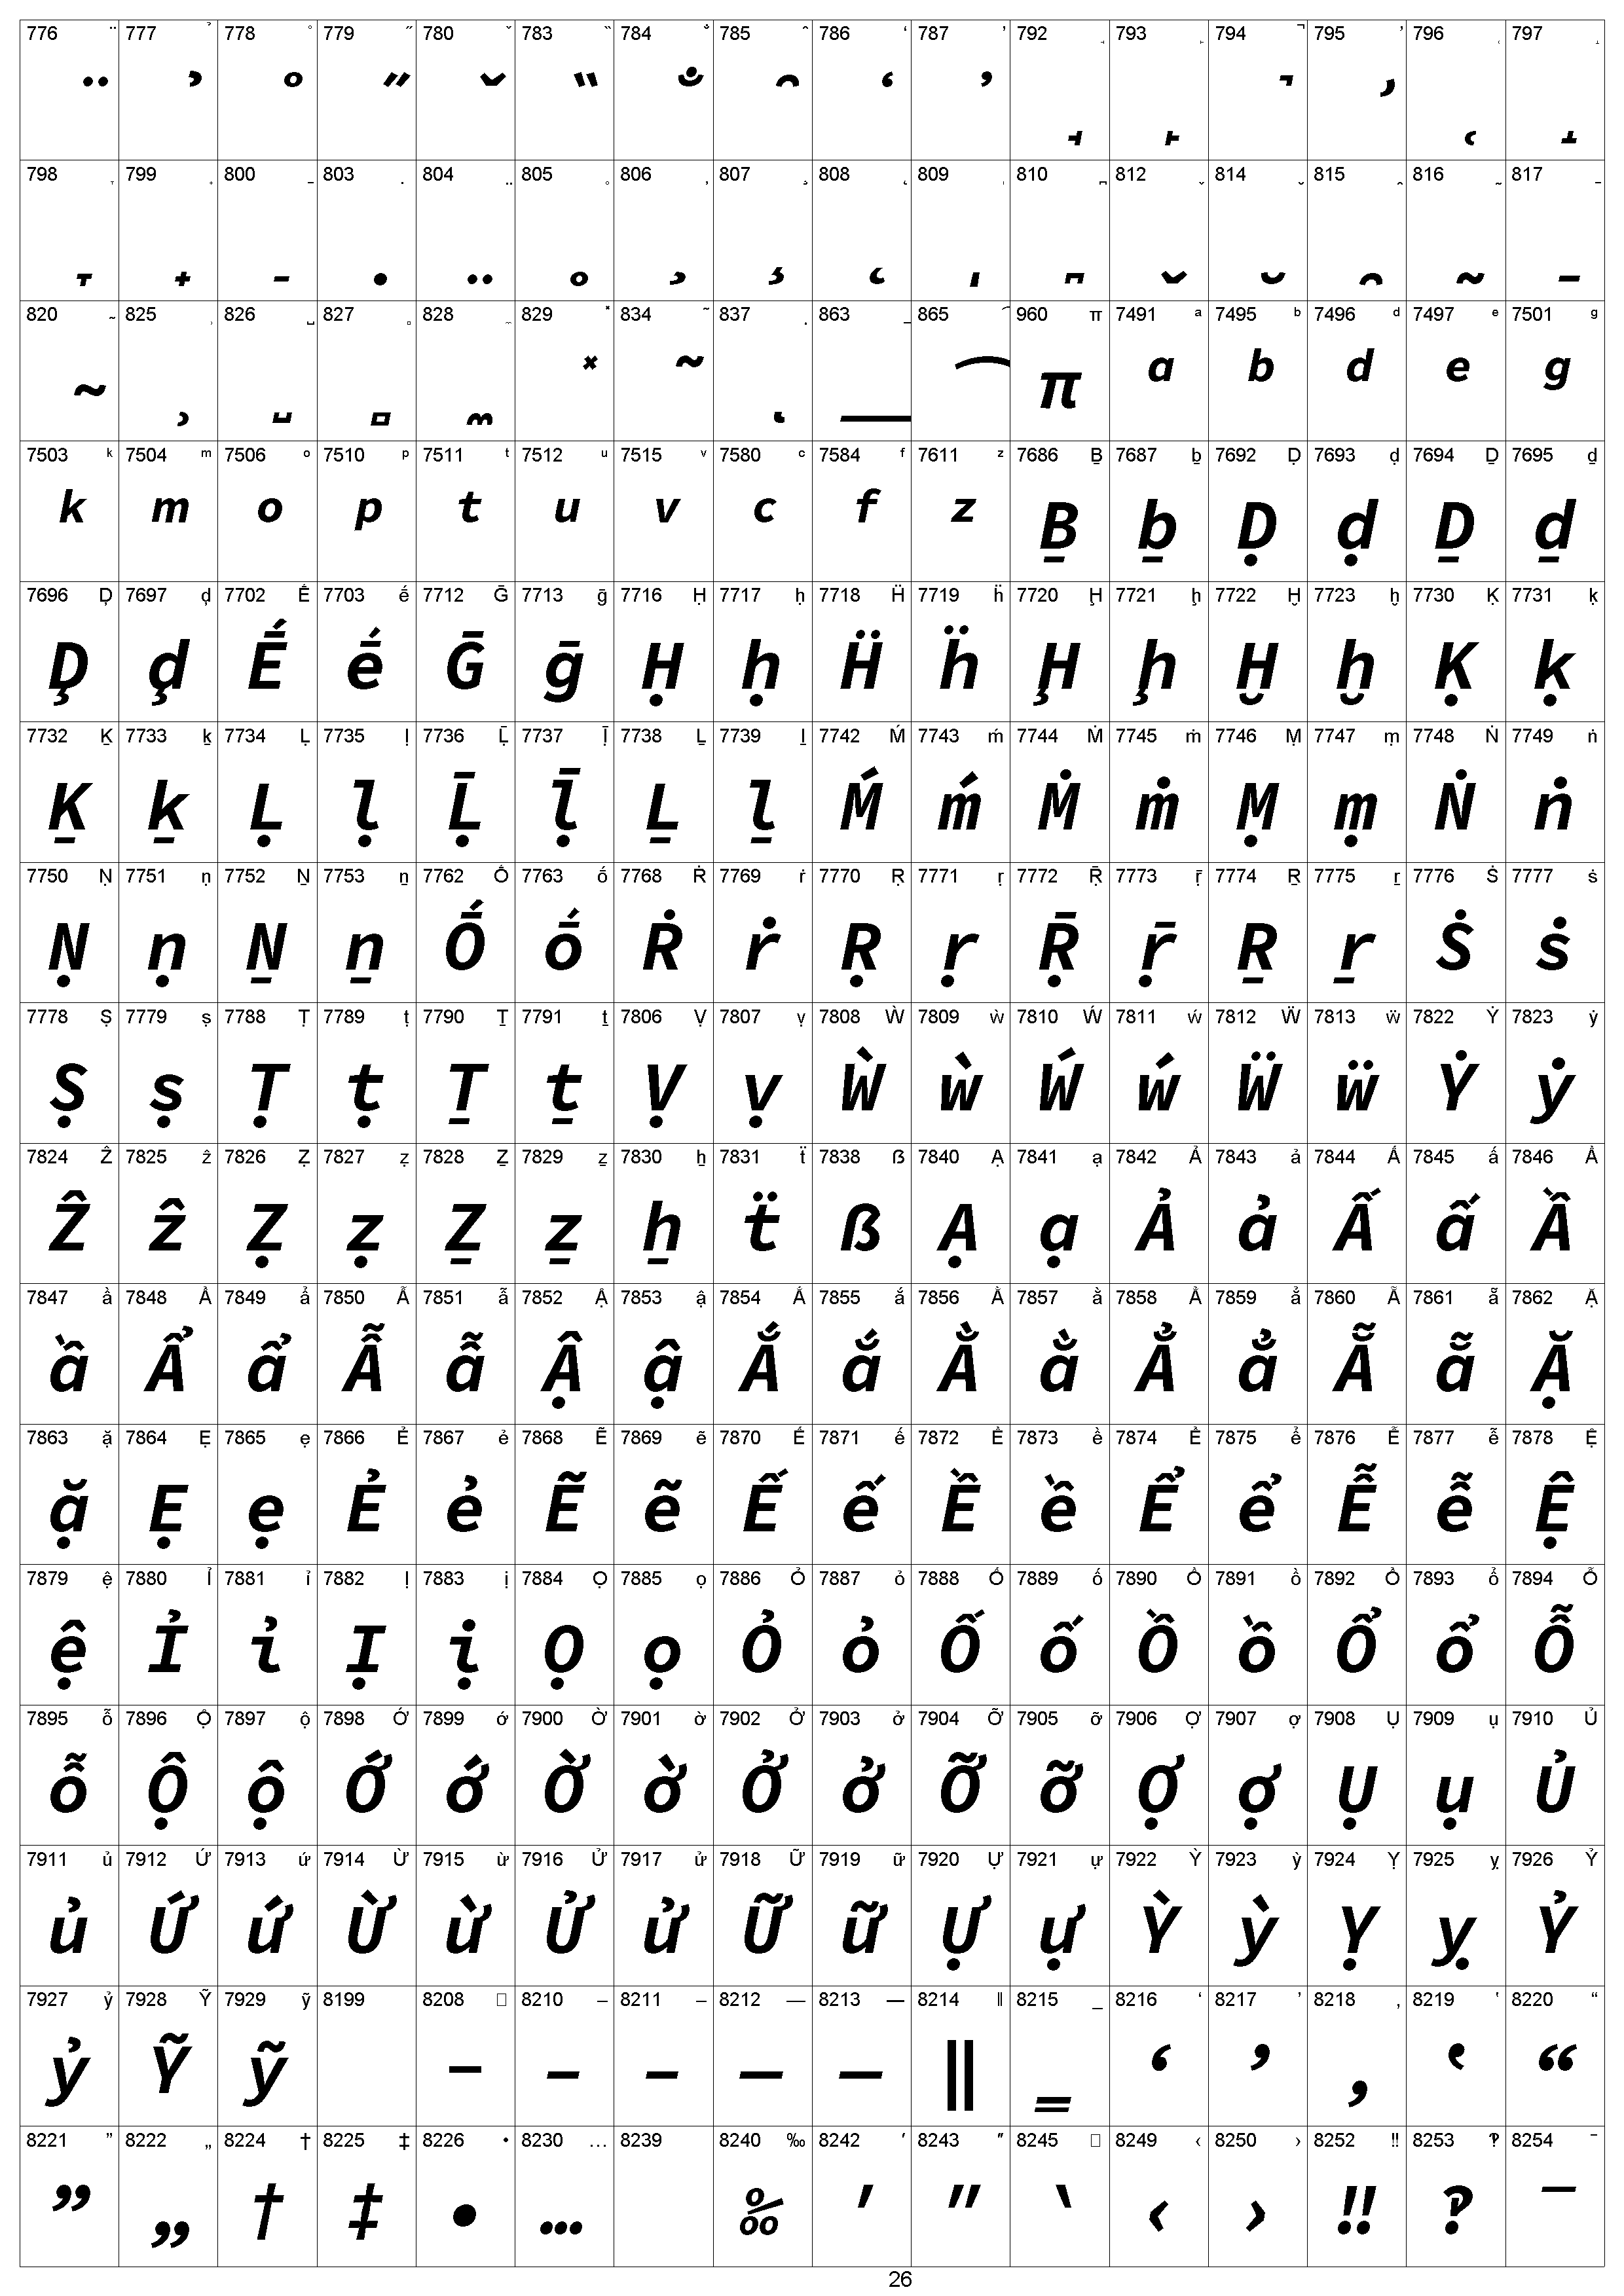 776 ̈ 777 ̉ 778 ̊ 779 ̋ 780 ̌ 783 ̏ 784 ̐ 785 ̑ 786 ̒ 787 ̓ 792 ̘ 793 ̙ 794 ̚ 795 ̛ 796 ̜ 797 ̝
̈ ̉ ̊ ̋ ̌ ̏ ̐ ̑ ̒ ̓ ̘ ̙ ̚ ̛ ̜ ̝
798 ̞ 799 ̟ 800 ̠ 803 ̣ 804 ̤ 805 ̥ 806 ̦ 807 ̧ 808 ̨ 809 ̩ 810 ̪ 812 ̬ 814 ̮ 815 ̯ 816 ̰ 817 ̱
̞ ̟ ̠ ̣ ̤ ̥ ̦ ̧ ̨ ̩ ̪ ̬ ̮ ̯ ̰ ̱
820 ̴ 825 ̹ 826 ̺ 827 ̻ 828 ̼ 829 ̽ 834 ͂ 837 ͅ 863 ͟ 865 ͡ 960 π 7491 ᵃ 7495 ᵇ 7496 ᵈ 7497 ᵉ 7501 ᵍ
̴ ̹ ̺ ̻ ̼ ̽ ͂ ͅ ͟ ͡ π ᵃ ᵇ ᵈ ᵉ ᵍ
7503 ᵏ 7504 ᵐ 7506 ᵒ 7510 ᵖ 7511 ᵗ 7512 ᵘ 7515 ᵛ 7580 ᶜ 7584 ᶠ 7611 ᶻ 7686 Ḇ 7687 ḇ 7692 Ḍ 7693 ḍ 7694 Ḏ 7695 ḏ
ᵏ ᵐ ᵒ ᵖ ᵗ ᵘ ᵛ ᶜ ᶠ ᶻ Ḇ ḇ Ḍ ḍ Ḏ ḏ
7696 Ḑ 7697 ḑ 7702 Ḗ 7703 ḗ 7712 Ḡ 7713 ḡ 7716 Ḥ 7717 ḥ 7718 Ḧ 7719 ḧ 7720 Ḩ 7721 ḩ 7722 Ḫ 7723 ḫ 7730 Ḳ 7731 ḳ
Ḑ ḑ Ḗ ḗ Ḡ ḡ Ḥ ḥ Ḧ ḧ Ḩ ḩ Ḫ ḫ Ḳ ḳ
7732 Ḵ 7733 ḵ 7734 Ḷ 7735 ḷ 7736 Ḹ 7737 ḹ 7738 Ḻ 7739 ḻ 7742 Ḿ 7743 ḿ 7744 Ṁ 7745 ṁ 7746 Ṃ 7747 ṃ 7748 Ṅ 7749 ṅ
Ḵ ḵ Ḷ ḷ Ḹ ḹ Ḻ ḻ Ḿ ḿ Ṁ ṁ Ṃ ṃ Ṅ ṅ
7750 Ṇ 7751 ṇ 7752 Ṉ 7753 ṉ 7762 Ṓ 7763 ṓ 7768 Ṙ 7769 ṙ 7770 Ṛ 7771 ṛ 7772 Ṝ 7773 ṝ 7774 Ṟ 7775 ṟ 7776 Ṡ 7777 ṡ
Ṇ ṇ Ṉ ṉ Ṓ ṓ Ṙ ṙ Ṛ ṛ Ṝ ṝ Ṟ ṟ Ṡ ṡ
7778 Ṣ 7779 ṣ 7788 Ṭ 7789 ṭ 7790 Ṯ 7791 ṯ 7806 Ṿ 7807 ṿ 7808 Ẁ 7809 ẁ 7810 Ẃ 7811 ẃ 7812 Ẅ 7813 ẅ 7822 Ẏ 7823 ẏ
Ṣ ṣ Ṭ ṭ Ṯ ṯ Ṿ ṿ Ẁ ẁ Ẃ ẃ Ẅ ẅ Ẏ ẏ
7824 Ẑ 7825 ẑ 7826 Ẓ 7827 ẓ 7828 Ẕ 7829 ẕ 7830 ẖ 7831 ẗ 7838 ẞ 7840 Ạ 7841 ạ 7842 Ả 7843 ả 7844 Ấ 7845 ấ 7846 Ầ
Ẑ ẑ Ẓ ẓ Ẕ ẕ ẖ ẗ ẞ Ạ ạ Ả ả Ấ ấ Ầ
7847 ầ 7848 Ẩ 7849 ẩ 7850 Ẫ 7851 ẫ 7852 Ậ 7853 ậ 7854 Ắ 7855 ắ 7856 Ằ 7857 ằ 7858 Ẳ 7859 ẳ 7860 Ẵ 7861 ẵ 7862 Ặ
ầ Ẩ ẩ Ẫ ẫ Ậ ậ Ắ ắ Ằ ằ Ẳ ẳ Ẵ ẵ Ặ
7863 ặ 7864 Ẹ 7865 ẹ 7866 Ẻ 7867 ẻ 7868 Ẽ 7869 ẽ 7870 Ế 7871 ế 7872 Ề 7873 ề 7874 Ể 7875 ể 7876 Ễ 7877 ễ 7878 Ệ
ặ Ẹ ẹ Ẻ ẻ Ẽ ẽ Ế ế Ề ề Ể ể Ễ ễ Ệ
7879 ệ 7880 Ỉ 7881 ỉ 7882 Ị 7883 ị 7884 Ọ 7885 ọ 7886 Ỏ 7887 ỏ 7888 Ố 7889 ố 7890 Ồ 7891 ồ 7892 Ổ 7893 ổ 7894 Ỗ
ệ Ỉ ỉ Ị ị Ọ ọ Ỏ ỏ Ố ố Ồ ồ Ổ ổ Ỗ
7895 ỗ 7896 Ộ 7897 ộ 7898 Ớ 7899 ớ 7900 Ờ 7901 ờ 7902 Ở 7903 ở 7904 Ỡ 7905 ỡ 7906 Ợ 7907 ợ 7908 Ụ 7909 ụ 7910 Ủ
ỗ Ộ ộ Ớ ớ Ờ ờ Ở ở Ỡ ỡ Ợ ợ Ụ ụ Ủ
7911 ủ 7912 Ứ 7913 ứ 7914 Ừ 7915 ừ 7916 Ử 7917 ử 7918 Ữ 7919 ữ 7920 Ự 7921 ự 7922 Ỳ 7923 ỳ 7924 Ỵ 7925 ỵ 7926 Ỷ
ủ Ứ ứ Ừ ừ Ử ử Ữ ữ Ự ự Ỳ ỳ Ỵ ỵ Ỷ
7927 ỷ 7928 Ỹ 7929 ỹ 8199 8208 □ 8210 ‒ 8211 – 8212 — 8213 ― 8214 ‖ 8215 ‗ 8216 ‘ 8217 ’ 8218 ‚ 8219 ‛ 8220 “
ỷ Ỹ ỹ ‐ ‒ – — ― ‖ ‗ ‘ ’ ‚ ‛ “
8221 ” 8222 „ 8224 † 8225 ‡ 8226 • 8230 … 8239 8240 ‰ 8242 ′ 8243 ″ 8245 □ 8249 ‹ 8250 › 8252 ‼ 8253 ‽ 8254 ‾
” „ † ‡ • … ‰ ′ ″ ‵ ‹ › ‼ ‽ ‾
26